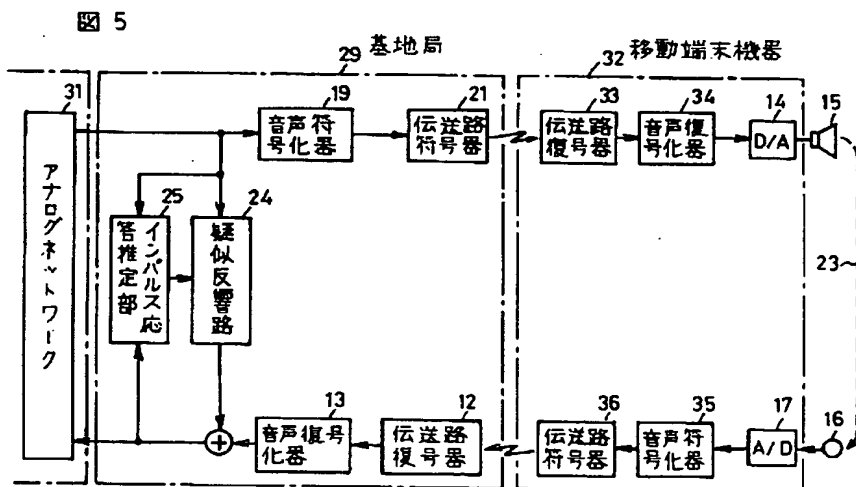 図 5
基地局
移動端末機器
31
29
19
21
32
33
34
14
15
音声符
号化器
伝送路
符号器
伝送路
復号器
音声復
号化器
D/A
アナログネットワーク
25
24
インパルス応
答推定部
疑似反響路
23
13
12
36
35
17
16
音声復号
化器
伝送路
復号器
伝送路
符号器
音声符
号化器
A/D
+